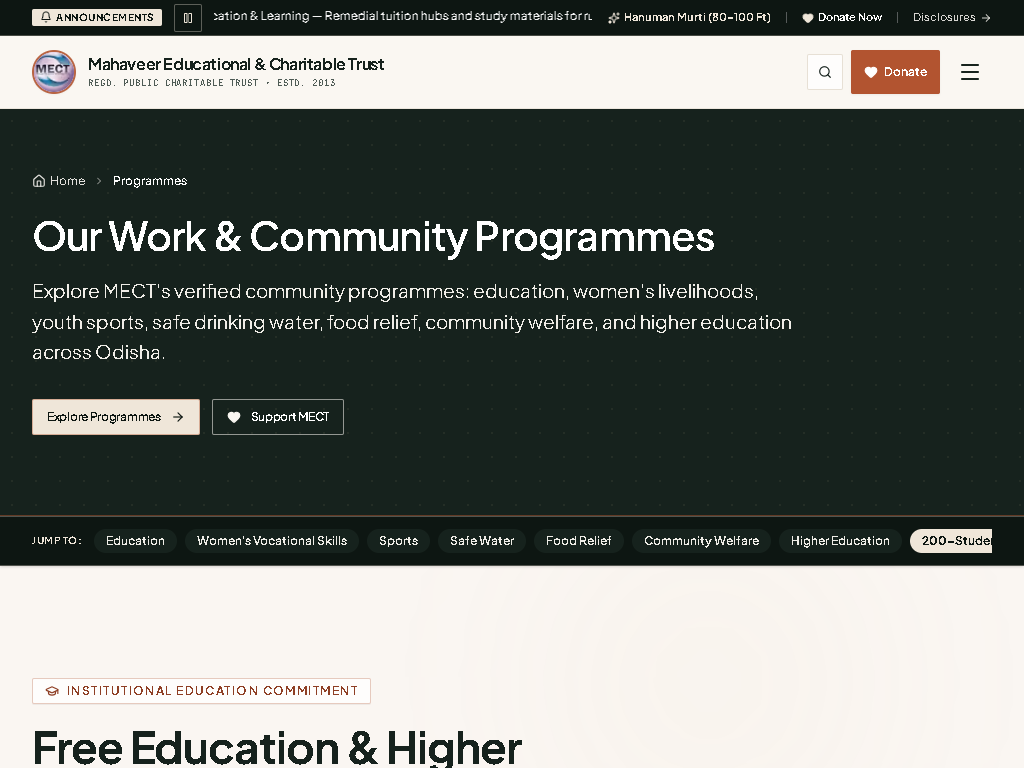 ANNOUNCEMENTS
& Learning — Remedial tuition hubs and study materials for
Hanuman Murti (80–100 Ft)
Donate Now
Disclosures
MECT
Mahaveer Educational & Charitable Trust
REGD. PUBLIC CHARITABLE TRUST • ESTD. 2013
Donate
Home
Programmes
Our Work & Community Programmes
Explore MECT's verified community programmes: education, women's livelihoods,
youth sports, safe drinking water, food relief, community welfare, and higher education
across Odisha.
Explore Programmes
Support MECT
JUMP TO:
Education
Women's Vocational Skills
Sports
Safe Water
Food Relief
Community Welfare
Higher Education
INSTITUTIONAL EDUCATION COMMITMENT
Free Education & Higher